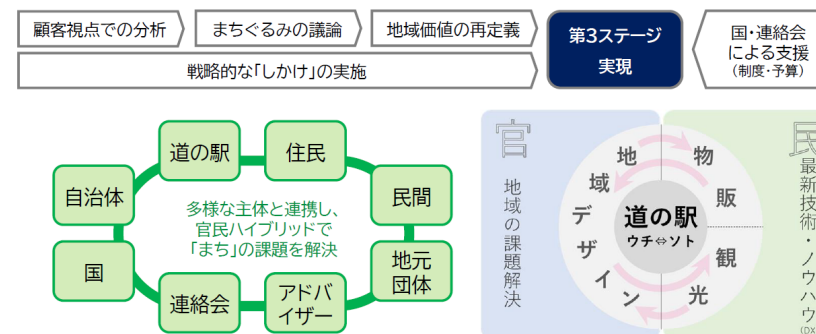 顧客視点での分析
まちぐるみの議論
地域価値の再定義
戦略的な「しかけ」の実施
第3ステージ
実現
国・連絡会
による支援
(制度・予算)
道の駅
住民
自治体
民間
多様な主体と連携し、
官民ハイブリッドで
「まち」の課題を解決
国
地元
団体
連絡会
アドバ
イザー
官
地域の課題解決
地域デザイン
物販
観光
道の駅
ウチ⇔ソト
民
最新技術・ノウハウ
(DX